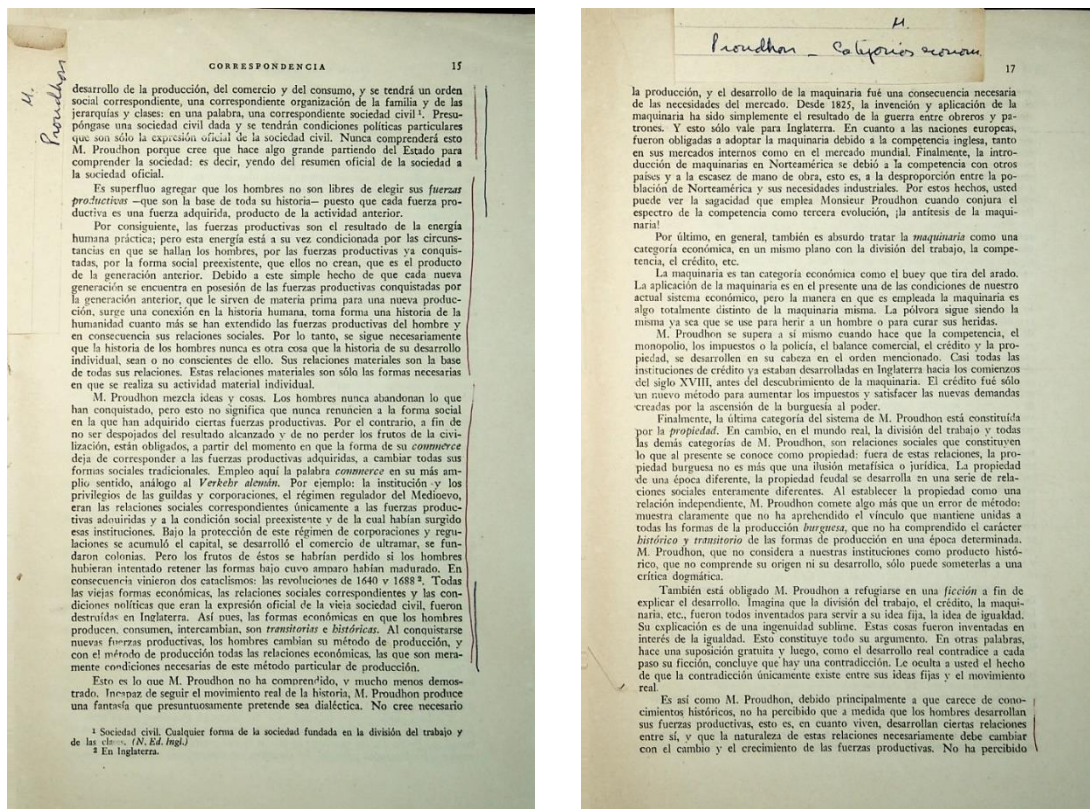 M.
Proudhon
CORRESPONDENCIA 15
desarrollo de la producción, del comercio y del consumo, y se tendrá un orden
social correspondiente, una correspondiente organización de la familia y de las
jerarquías y clases: en una palabra, una correspondiente sociedad civil ¹. Presu-
póngase una sociedad civil dada y se tendrán condiciones políticas particulares
que son sólo la expresión oficial de la sociedad civil. Nunca comprenderá esto
M. Proudhon porque cree que hace algo grande partiendo del Estado para
comprender la sociedad: es decir, yendo del resumen oficial de la sociedad a
la sociedad oficial.
Es superfluo agregar que los hombres no son libres de elegir sus fuerzas
productivas —que son la base de toda su historia— puesto que cada fuerza pro-
ductiva es una fuerza adquirida, producto de la actividad anterior.
Por consiguiente, las fuerzas productivas son el resultado de la energía
humana práctica; pero esta energía está a su vez condicionada por las circuns-
tancias en que se hallan los hombres, por las fuerzas productivas ya conquis-
tadas, por la forma social preexistente, que ellos no crean, que es el producto
de la generación anterior. Debido a este simple hecho de que cada nueva
generación se encuentra en posesión de las fuerzas productivas conquistadas por
la generación anterior, que le sirven de materia prima para una nueva produc-
ción, surge una conexión en la historia humana, toma forma una historia de la
humanidad cuanto más se han extendido las fuerzas productivas del hombre y
en consecuencia sus relaciones sociales. Por lo tanto, se sigue necesariamente
que la historia de los hombres nunca es otra cosa que la historia de su desarrollo
individual, sean o no conscientes de ello. Sus relaciones materiales son la base
de todas sus relaciones. Estas relaciones materiales son sólo las formas necesarias
en que se realiza su actividad material individual.
M. Proudhon mezcla ideas y cosas. Los hombres nunca abandonan lo que
han conquistado, pero esto no significa que nunca renuncien a la forma social
en la que han adquirido ciertas fuerzas productivas. Por el contrario, a fin de
no ser despojados del resultado alcanzado y de no perder los frutos de la civi-
lización, están obligados, a partir del momento en que la forma de su commerce
deja de corresponder a las fuerzas productivas adquiridas, a cambiar todas sus
formas sociales tradicionales. Empleo aquí la palabra commerce en su más am-
plio sentido, análogo al Verkehr alemán. Por ejemplo: la institución y los
privilegios de las guildas y corporaciones, el régimen regulador del Medioevo,
eran las relaciones sociales correspondientes únicamente a las fuerzas produc-
tivas adquiridas y a la condición social preexistente y de la cual habían surgido
esas instituciones. Bajo la protección de este régimen de corporaciones y regu-
laciones se acumuló el capital, se desarrolló el comercio de ultramar, se fun-
daron colonias. Pero los frutos de éstos se habrían perdido si los hombres
hubieran intentado retener las formas bajo cuyo amparo habían madurado. En
consecuencia vinieron dos cataclismos: las revoluciones de 1640 y 1688 ². Todas
las viejas formas económicas, las relaciones sociales correspondientes y las con-
diciones políticas que eran la expresión oficial de la vieja sociedad civil, fueron
destruídas en Inglaterra. Así pues, las formas económicas en que los hombres
producen, consumen, intercambian, son transitorias e históricas. Al conquistarse
nuevas fuerzas productivas, los hombres cambian su método de producción, y
con el método de producción todas las relaciones económicas, las que son mera-
mente condiciones necesarias de este método particular de producción.
Esto es lo que M. Proudhon no ha comprendido, y mucho menos demos-
trado. Incapaz de seguir el movimiento real de la historia, M. Proudhon produce
una fantasía que presuntuosamente pretende sea dialéctica. No cree necesario
¹ Sociedad civil. Cualquier forma de la sociedad fundada en la división del trabajo y
de las (N. Ed. Ingl.)
² En Inglaterra.
M.
Proudhon - Categorías econom.
17
la producción, y el desarrollo de la maquinaria fué una consecuencia necesaria
de las necesidades del mercado. Desde 1825, la invención y aplicación de la
maquinaria ha sido simplemente el resultado de la guerra entre obreros y pa-
trones. Y esto sólo vale para Inglaterra. En cuanto a las naciones europeas,
fueron obligadas a adoptar la maquinaria debido a la competencia inglesa, tanto
en sus mercados internos como en el mercado mundial. Finalmente, la intro-
ducción de maquinarias en Norteamérica se debió a la competencia con otros
países y a la escasez de mano de obra, esto es, a la desproporción entre la po-
blación de Norteamérica y sus necesidades industriales. Por estos hechos, usted
puede ver la sagacidad que emplea Monsieur Proudhon cuando conjura el
espectro de la competencia como tercera evolución, ¡la antítesis de la maqui-
naria!
Por último, en general, también es absurdo tratar la maquinaria como una
categoría económica, en un mismo plano con la división del trabajo, la compe-
tencia, el crédito, etc.
La maquinaria es tan categoría económica como el buey que tira del arado.
La aplicación de la maquinaria es en el presente una de las condiciones de nuestro
actual sistema económico, pero la manera en que es empleada la maquinaria es
algo totalmente distinto de la maquinaria misma. La pólvora sigue siendo la
misma ya sea que se use para herir a un hombre o para curar sus heridas.
M. Proudhon se supera a sí mismo cuando hace que la competencia, el
monopolio, los impuestos o la policía, el balance comercial, el crédito y la pro-
piedad, se desarrollen en su cabeza en el orden mencionado. Casi todas las
instituciones de crédito ya estaban desarrolladas en Inglaterra hacia los comienzos
del siglo XVIII, antes del descubrimiento de la maquinaria. El crédito fué sólo
un nuevo método para aumentar los impuestos y satisfacer las nuevas demandas
creadas por la ascensión de la burguesía al poder.
Finalmente, la última categoría del sistema de M. Proudhon está constituída
por la propiedad. En cambio, en el mundo real, la división del trabajo y todas
las demás categorías de M. Proudhon, son relaciones sociales que constituyen
lo que al presente se conoce como propiedad: fuera de estas relaciones, la pro-
piedad burguesa no es más que una ilusión metafísica o jurídica. La propiedad
de una época diferente, la propiedad feudal se desarrolla en una serie de rela-
ciones sociales enteramente diferentes. Al establecer la propiedad como una
relación independiente, M. Proudhon comete algo más que un error de método:
muestra claramente que no ha aprehendido el vínculo que mantiene unidas a
todas las formas de la producción burguesa, que no ha comprendido el carácter
histórico y transitorio de las formas de producción en una época determinada.
M. Proudhon, que no considera a nuestras instituciones como producto histó-
rico, que no comprende su origen ni su desarrollo, sólo puede someterlas a una
crítica dogmática.
También está obligado M. Proudhon a refugiarse en una ficción a fin de
explicar el desarrollo. Imagina que la división del trabajo, el crédito, la maqui-
naria, etc., fueron todos inventados para servir a su idea fija, la idea de igualdad.
Su explicación es de una ingenuidad sublime. Estas cosas fueron inventadas en
interés de la igualdad. Esto constituye todo su argumento. En otras palabras,
hace una suposición gratuita y luego, como el desarrollo real contradice a cada
paso su ficción, concluye que hay una contradicción. Le oculta a usted el hecho
de que la contradicción únicamente existe entre sus ideas fijas y el movimiento
real.
Es así como M. Proudhon, debido principalmente a que carece de cono-
cimientos históricos, no ha percibido que a medida que los hombres desarrollan
sus fuerzas productivas, esto es, en cuanto viven, desarrollan ciertas relaciones
entre sí, y que la naturaleza de estas relaciones necesariamente debe cambiar
con el cambio y el crecimiento de las fuerzas productivas. No ha percibido